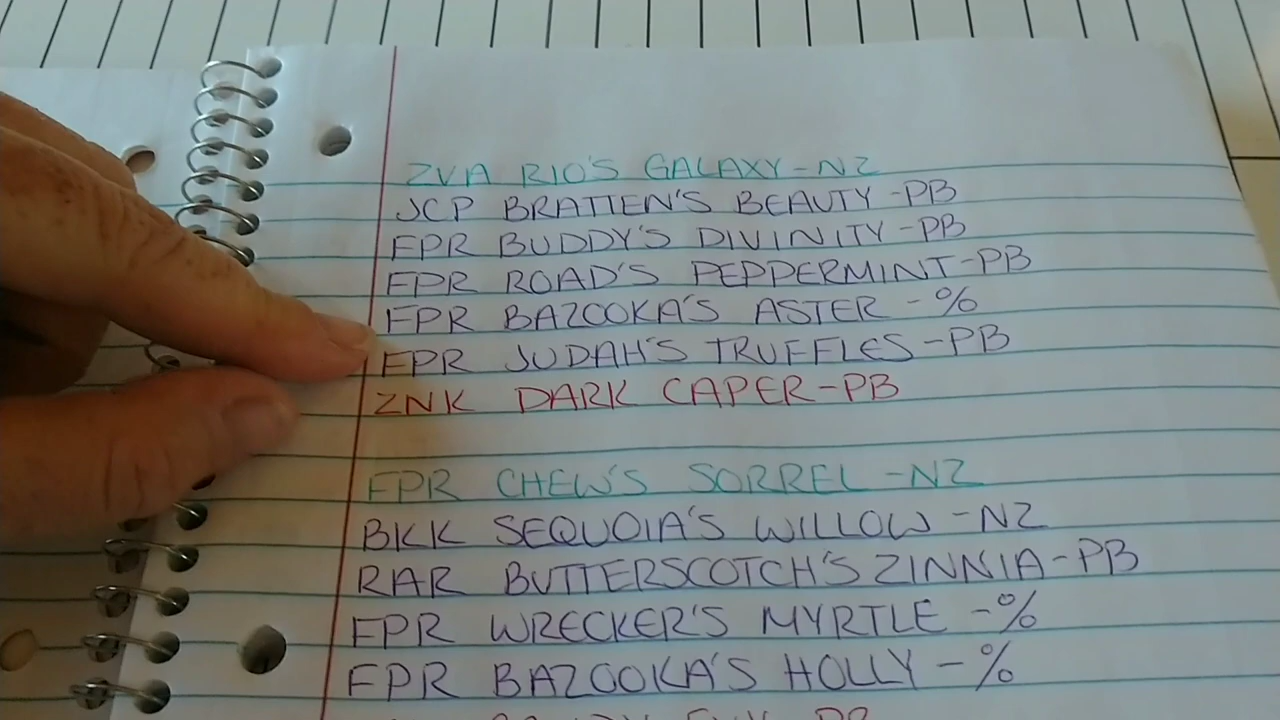 ZVA RIO'S GALAXY-NZ
JCP BRATTEN'S BEAUTY-PB
FPR BUDDY'S DIVINITY-PB
FPR ROAD'S PEPPERMINT-PB
FPR BAZOOKA'S ASTER-%
FPR JUDAH'S TRUFFLES-PB
ZNK DARK CAPER-PB
FPR CHEW'S SORREL-NZ
BKK SEQUOIA'S WILLOW-NZ
RAR BUTTERSCOTCH'S ZINNIA-PB
FPR WRECKER'S MYRTLE-%
FPR BAZOOKA'S HOLLY-%